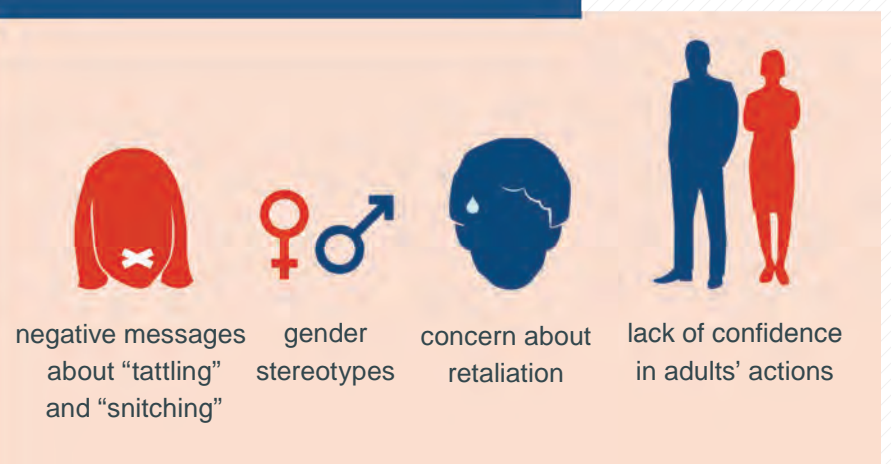 negative messages
about “tattling”
and “snitching”
gender
stereotypes
concern about
retaliation
lack of confidence
in adults’ actions